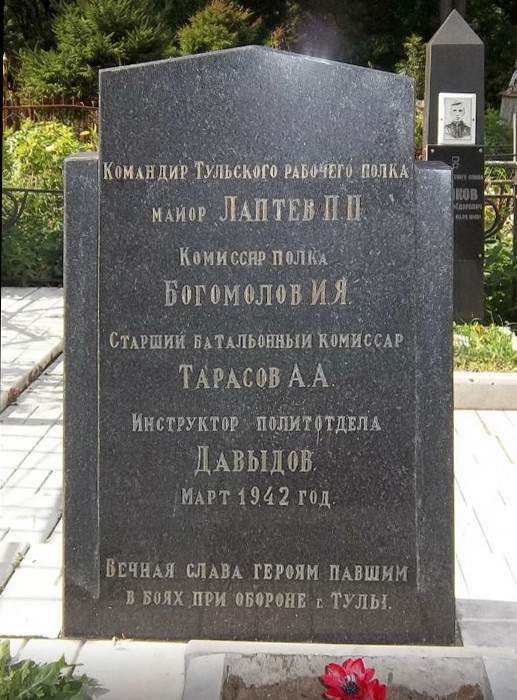 Командир Тульского рабочего полка
майор Лаптев П.П.
Комиссар полка
Богомолов И.Я.
Старший батальонный комиссар
Тарасов А.А.
Инструктор политотдела
Давыдов.
Март 1942 год.
Вечная слава героям павшим
в боях при обороне г. Тулы.